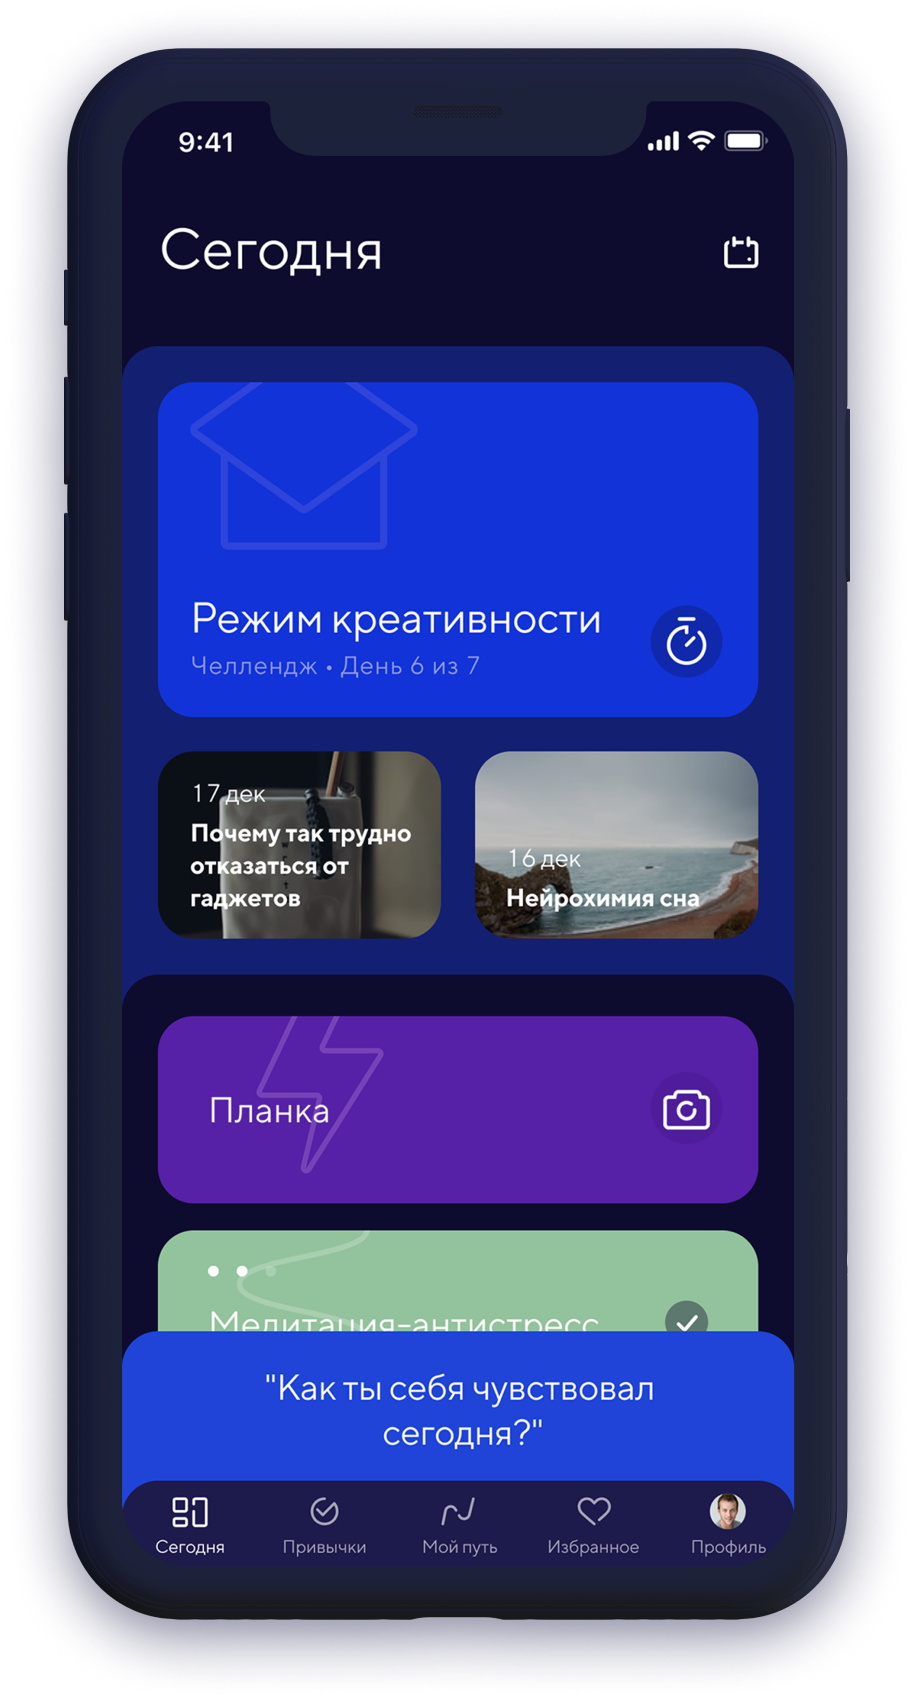 9:41
Сегодня
Режим креативности
Челлендж • День 6 из 7
17 дек
Почему так трудно
отказаться от
гаджетов
16 дек
Нейрохимия сна
Планка
Медитация-антистресс
"Как ты себя чувствовал
сегодня?"
Сегодня
Привычки
Мой путь
Избранное
Профиль